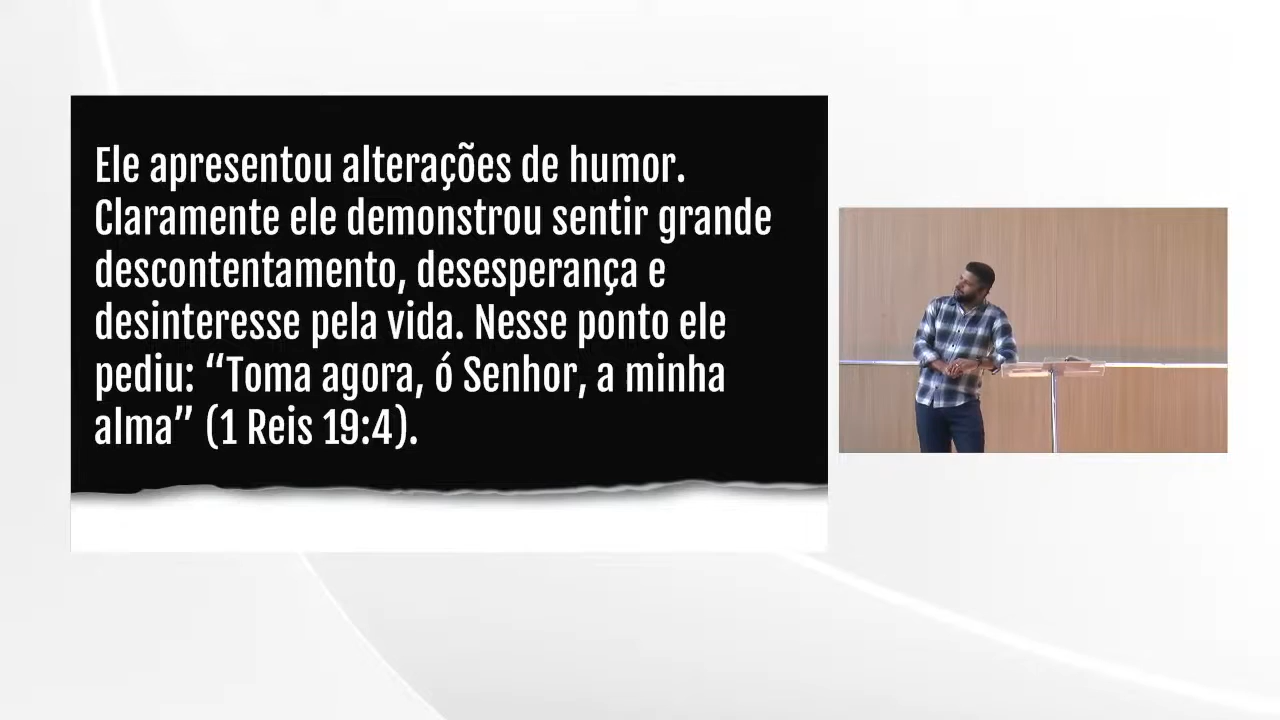 Ele apresentou alterações de humor.
Claramente ele demonstrou sentir grande
descontentamento, desesperança e
desinteresse pela vida. Nesse ponto ele
pediu: “Toma agora, ó Senhor, a minha
alma” (1 Reis 19:4).